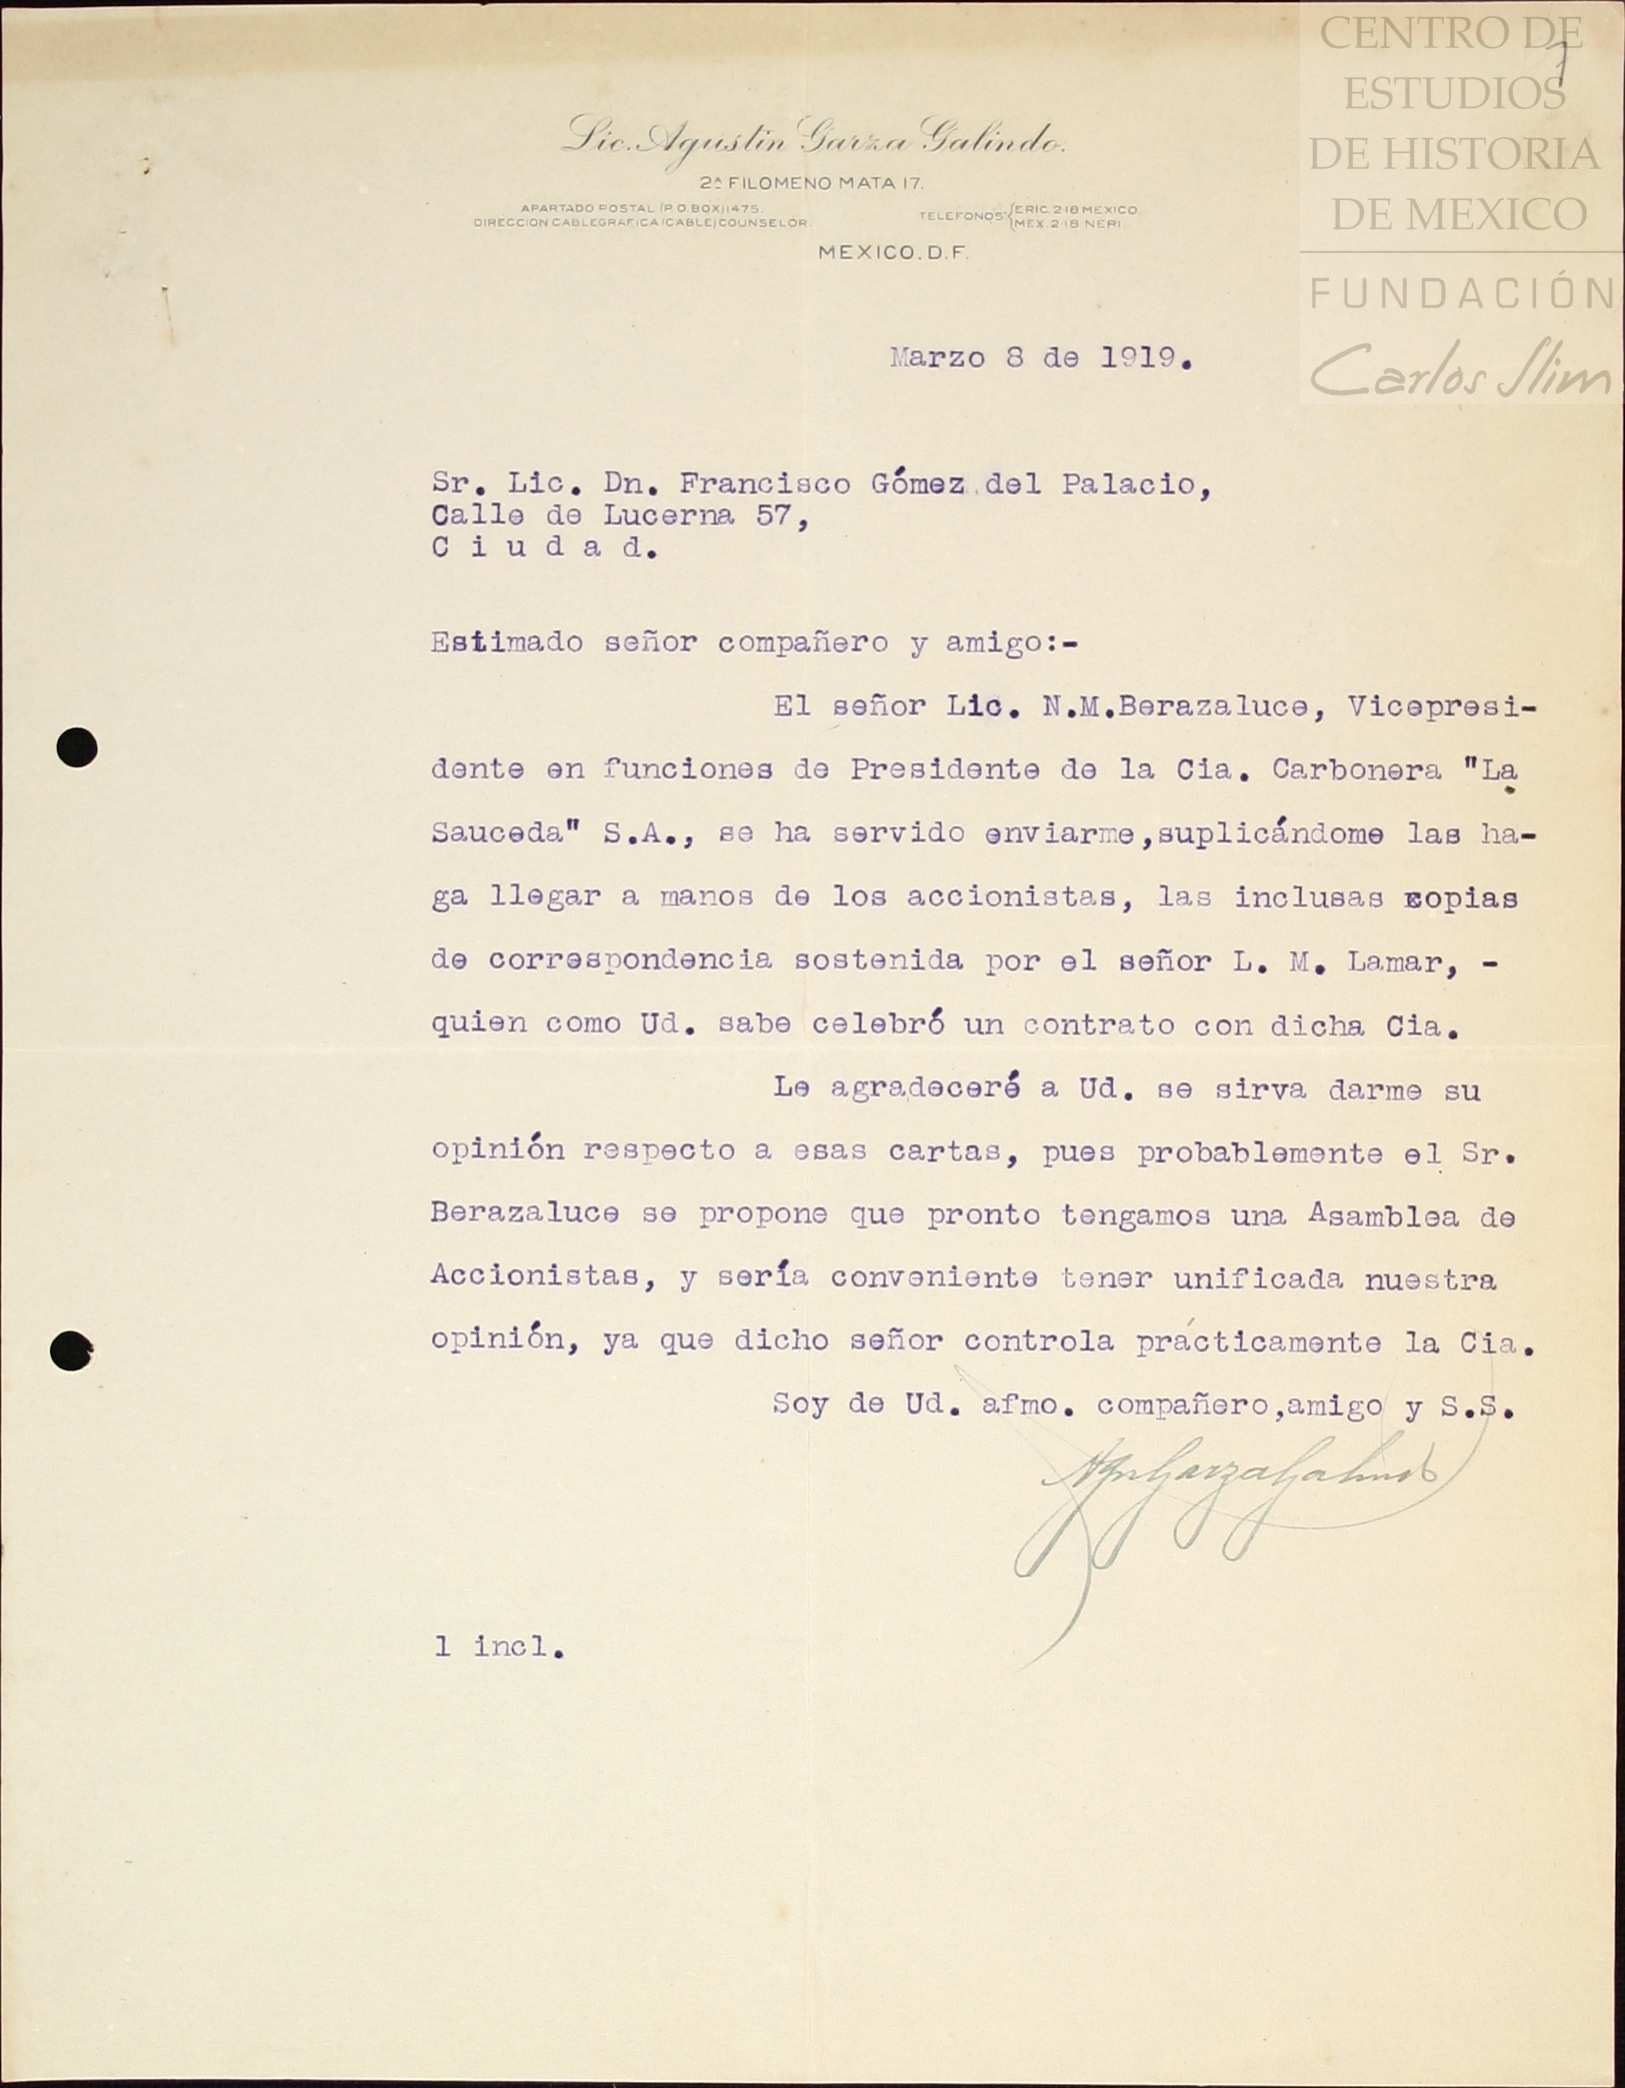 CENTRO DE
ESTUDIOS
DE HISTORIA
DE MEXICO
FUNDACIÓN
Carlos Slim
7
Lic. Agustin Garza Galindo.
2ª FILOMENO MATA 17.
APARTADO POSTAL (P.O.BOX) 1475.
DIRECCION CABLEGRAFICA (CABLE) COUNSELOR
TELEFONOS { ERIC. 2-18 MEXICO
MEX. 2-18 NERI
MEXICO. D.F.
Marzo 8 de 1919.
Sr. Lic. Dn. Francisco Gómez del Palacio,
Calle de Lucerna 57,
C i u d a d.
Estimado señor compañero y amigo:-
El señor Lic. N.M.Berazaluce, Vicepresi-
dente en funciones de Presidente de la Cia. Carbonera "La
Sauceda" S.A., se ha servido enviarme,suplicándome las ha-
ga llegar a manos de los accionistas, las inclusas copias
de correspondencia sostenida por el señor L. M. Lamar, -
quien como Ud. sabe celebró un contrato con dicha Cia.
Le agradeceré a Ud. se sirva darme su
opinión respecto a esas cartas, pues probablemente el Sr.
Berazaluce se propone que pronto tengamos una Asamblea de
Accionistas, y sería conveniente tener unificada nuestra
opinión, ya que dicho señor controla prácticamente la Cia.
Soy de Ud. afmo. compañero,amigo y S.S.
Agn Garza Galindo
1 incl.